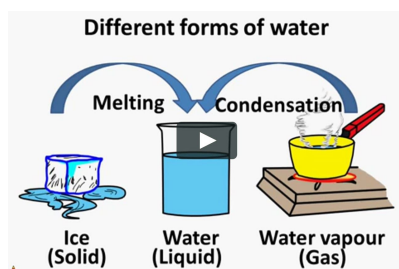 Different forms of water
Melting
Condensation
Ice
(Solid)
Water
(Liquid)
Water vapour
(Gas)